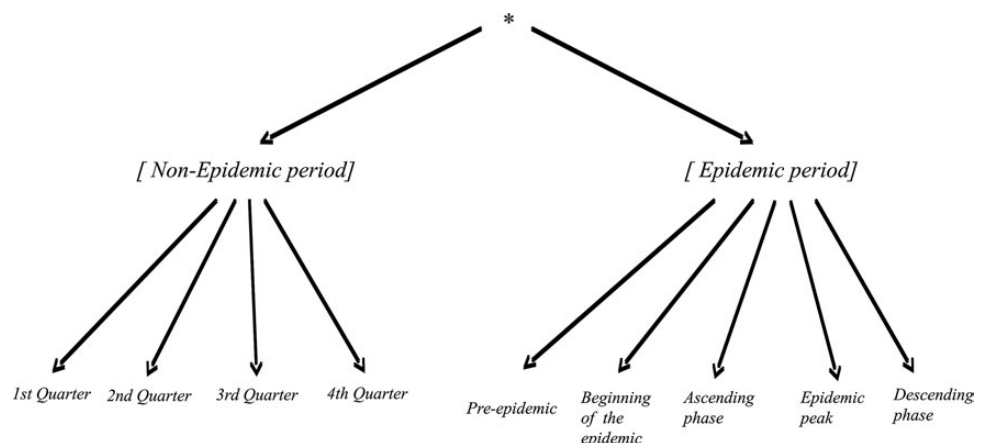 *
[ Non-Epidemic period]
[ Epidemic period]
1st Quarter
2nd Quarter
3rd Quarter
4th Quarter
Pre-epidemic
Beginning
of the
epidemic
Ascending
phase
Epidemic
peak
Descending
phase